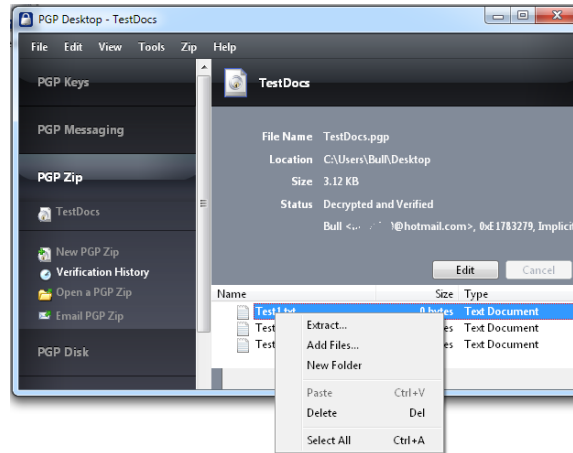 PGP Desktop - TestDocs
File Edit View Tools Zip Help
PGP Keys
PGP Messaging
PGP Zip
TestDocs
New PGP Zip
Verification History
Open a PGP Zip
Email PGP Zip
PGP Disk
TestDocs
File Name TestDocs.pgp
Location C:\Users\Bull\Desktop
Size 3.12 KB
Status Decrypted and Verified
Bull < @hotmail.com>, 0xE1783279, Implicit
Edit Cancel
Name Size Type
Test1.txt 0 bytes Text Document
Test es Text Document
Test es Text Document
Extract...
Add Files...
New Folder
Paste Ctrl+V
Delete Del
Select All Ctrl+A